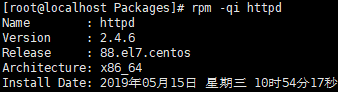 [root@localhost Packages]# rpm -qi httpd
Name        : httpd
Version     : 2.4.6
Release     : 88.el7.centos
Architecture: x86_64
Install Date: 2019年05月15日 星期三 10时54分17秒